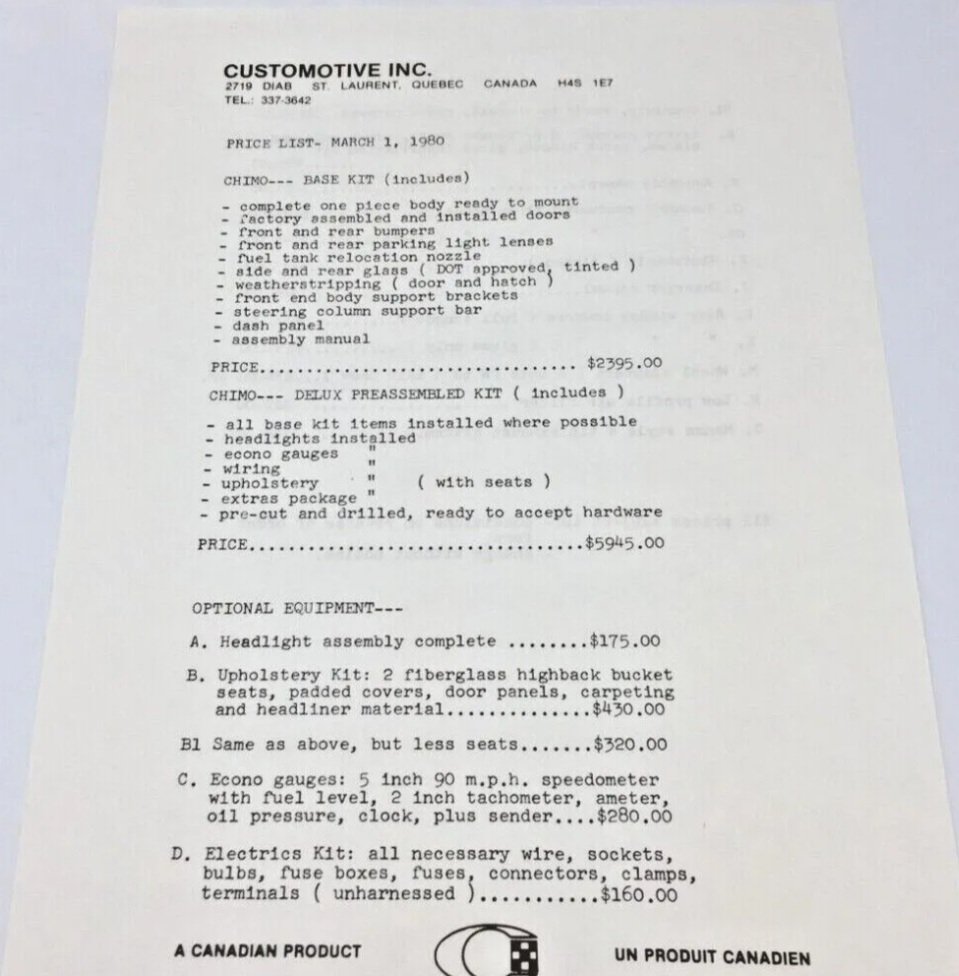 CUSTOMOTIVE INC.
2719 DIAB ST. LAURENT, QUEBEC CANADA H4S 1E7
TEL.: 337-3642
PRICE LIST- MARCH 1, 1980
CHIMO--- BASE KIT (includes)
- complete one piece body ready to mount
- factory assembled and installed doors
- front and rear bumpers
- front and rear parking light lenses
- fuel tank relocation nozzle
- side and rear glass ( DOT approved, tinted )
- weatherstripping ( door and hatch )
- front end body support brackets
- steering column support bar
- dash panel
- assembly manual
PRICE................................ $2395.00
CHIMO--- DELUX PREASSEMBLED KIT ( includes )
- all base kit items installed where possible
- headlights installed
- econo gauges "
- wiring "
- upholstery " ( with seats )
- extras package "
- pre-cut and drilled, ready to accept hardware
PRICE.................................$5945.00
OPTIONAL EQUIPMENT---
A. Headlight assembly complete ........$175.00
B. Upholstery Kit: 2 fiberglass highback bucket
seats, padded covers, door panels, carpeting
and headliner material..............$430.00
B1 Same as above, but less seats.......$320.00
C. Econo gauges: 5 inch 90 m.p.h. speedometer
with fuel level, 2 inch tachometer, ameter,
oil pressure, clock, plus sender....$280.00
D. Electrics Kit: all necessary wire, sockets,
bulbs, fuse boxes, fuses, connectors, clamps,
terminals ( unharnessed )............$160.00
A CANADIAN PRODUCT
UN PRODUIT CANADIEN